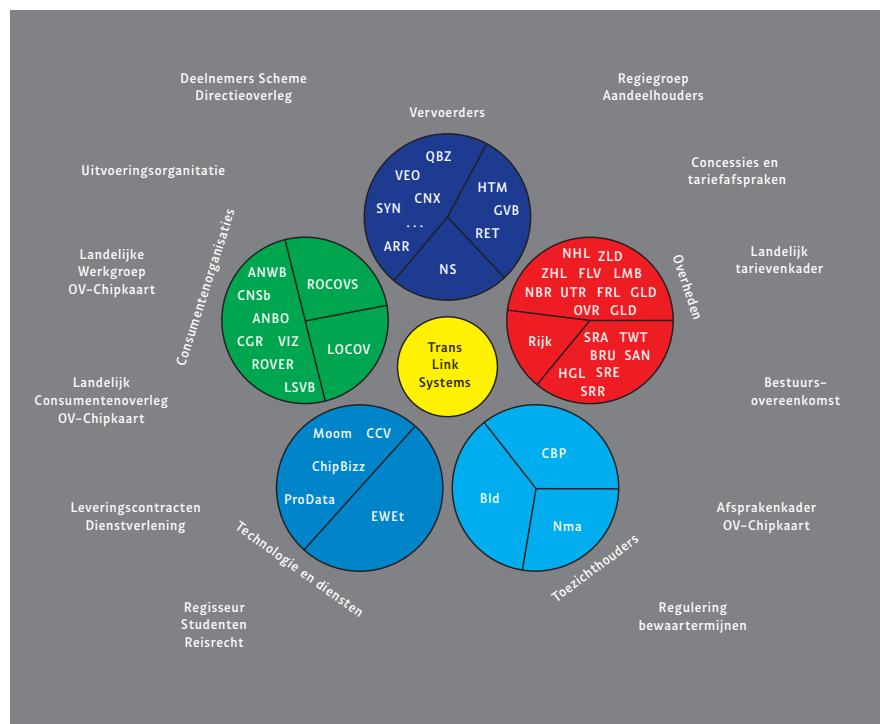 Deelnemers Scheme
Directieoverleg
Regiegroep
Aandeelhouders
Vervoerders
Uitvoeringsorganitatie
Concessies en
tariefafspraken
QBZ
VEO
CNX
SYN
...
ARR
HTM
GVB
RET
NS
Consumentenorganisaties
Landelijke
Werkgroep
OV-Chipkaart
ANWB
CNSb
ANBO
CGR VIZ
ROVER
LSVB
ROCOVS
LOCOV
Trans
Link
Systems
NHL ZLD
ZHL FLV LMB
NBR UTR FRL GLD
OVR GLD
Rijk
SRA TWT
BRU SAN
HGL SRE
SRR
Overheden
Landelijk
tarievenkader
Landelijk
Consumentenoverleg
OV-Chipkaart
Bestuurs-
overeenkomst
Moom CCV
ChipBizz
ProData
EWEt
Technologie en diensten
CBP
Bld
Nma
Toezichthouders
Leveringscontracten
Dienstverlening
Afsprakenkader
OV-Chipkaart
Regisseur
Studenten
Reisrecht
Regulering
bewaartermijnen